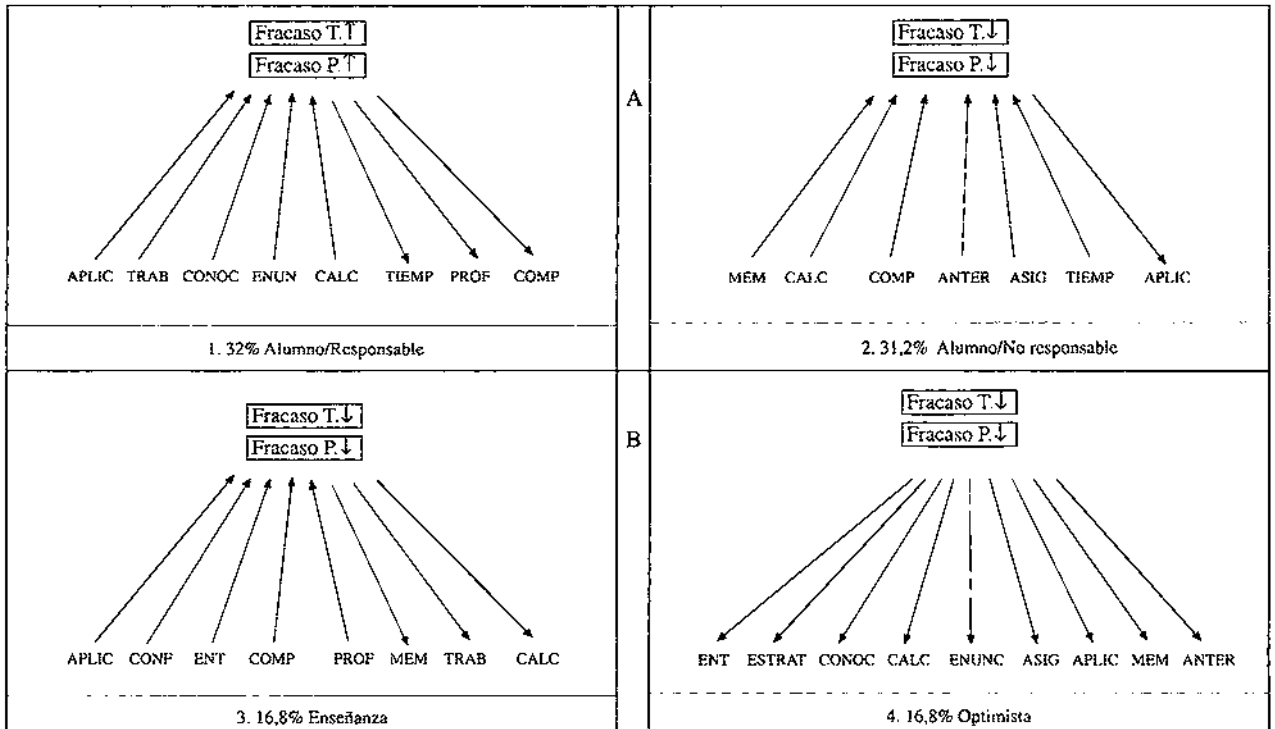 Fracaso T.↑
Fracaso P.↑
APLIC TRAB CONOC ENUN CALC TIEMP PROF COMP
1. 32% Alumno/Responsable
A
Fracaso T.↓
Fracaso P.↓
MEM CALC COMP ANTER ASIG TIEMP APLIC
2. 31,2% Alumno/No responsable
Fracaso T.↓
Fracaso P.↓
APLIC CONF ENT COMP PROF MEM TRAB CALC
3. 16,8% Enseñanza
B
Fracaso T.↓
Fracaso P.↓
ENT ESTRAT CONOC CALC ENUNC ASIG APLIC MEM ANTER
4. 16,8% Optimista